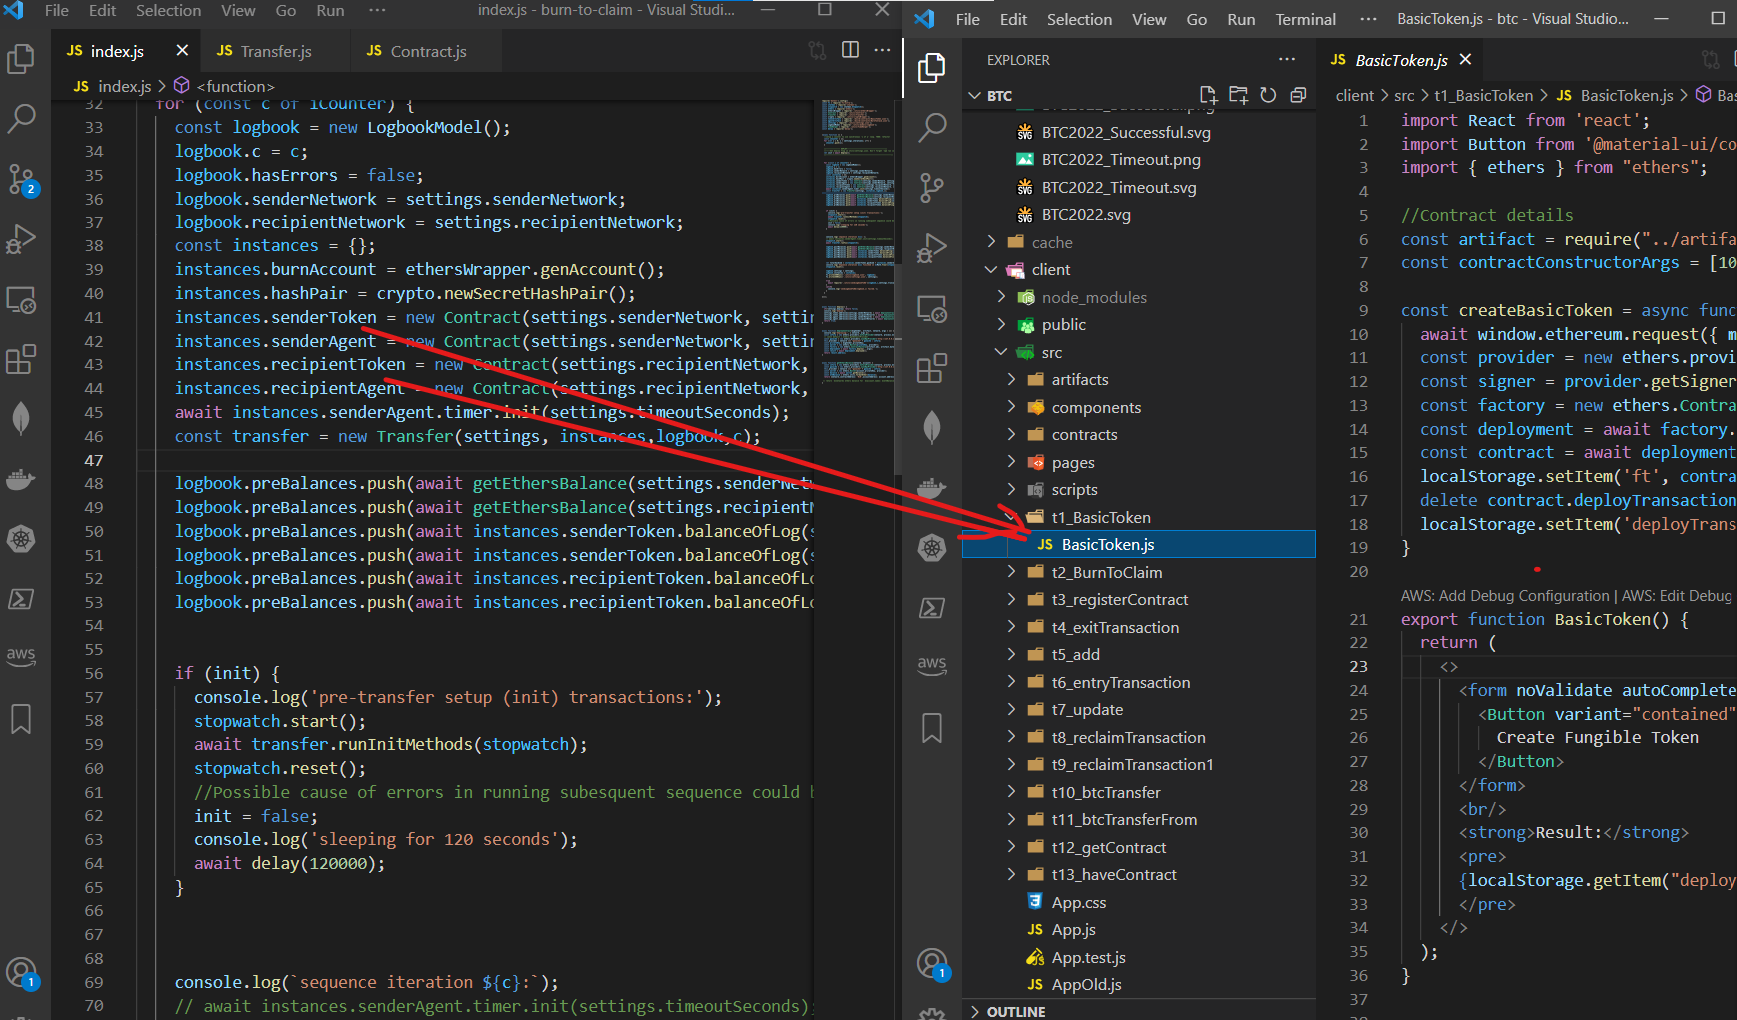 File Edit Selection View Go Run ··· index.js - burn-to-claim - Visual Studi...
JS index.js × JS Transfer.js JS Contract.js ···
JS index.js > <function>
32 for (const c of iCounter) {
33 const logbook = new LogbookModel();
34 logbook.c = c;
35 logbook.hasErrors = false;
36 logbook.senderNetwork = settings.senderNetwork;
37 logbook.recipientNetwork = settings.recipientNetwork;
38 const instances = {};
39 instances.burnAccount = ethersWrapper.genAccount();
40 instances.hashPair = crypto.newSecretHashPair();
41 instances.senderToken = new Contract(settings.senderNetwork, settin
42 instances.senderAgent = new Contract(settings.senderNetwork, settin
43 instances.recipientToken = new Contract(settings.recipientNetwork,
44 instances.recipientAgent = new Contract(settings.recipientNetwork,
45 await instances.senderAgent.timer.init(settings.timeoutSeconds);
46 const transfer = new Transfer(settings, instances,logbook,c);
47
48 logbook.preBalances.push(await getEthersBalance(settings.senderNet
49 logbook.preBalances.push(await getEthersBalance(settings.recipientN
50 logbook.preBalances.push(await instances.senderToken.balanceOfLog(s
51 logbook.preBalances.push(await instances.senderToken.balanceOfLog(s
52 logbook.preBalances.push(await instances.recipientToken.balanceOfLo
53 logbook.preBalances.push(await instances.recipientToken.balanceOfLo
54
55
56 if (init) {
57 console.log('pre-transfer setup (init) transactions:');
58 stopwatch.start();
59 await transfer.runInitMethods(stopwatch);
60 stopwatch.reset();
61 //Possible cause of errors in running subesquent sequence could b
62 init = false;
63 console.log('sleeping for 120 seconds');
64 await delay(120000);
65 }
66
67
68
69 console.log(`sequence iteration ${c}:`);
70 // await instances.senderAgent.timer.init(settings.timeoutSeconds);
2
aws
1
File Edit Selection View Go Run Terminal ··· BasicToken.js - btc - Visual Studio...
EXPLORER ···
BTC
BTC2022_Successful.svg
BTC2022_Timeout.png
BTC2022_Timeout.svg
BTC2022.svg
cache
client
node_modules
public
src
artifacts
components
contracts
pages
scripts
t1_BasicToken
JS BasicToken.js
t2_BurnToClaim
t3_registerContract
t4_exitTransaction
t5_add
t6_entryTransaction
t7_update
t8_reclaimTransaction
t9_reclaimTransaction1
t10_btcTransfer
t11_btcTransferFrom
t12_getContract
t13_haveContract
App.css
JS App.js
App.test.js
JS AppOld.js
OUTLINE
aws
1
JS BasicToken.js ×
client > src > t1_BasicToken > JS BasicToken.js > Bas
1 import React from 'react';
2 import Button from '@material-ui/co
3 import { ethers } from "ethers";
4
5 //Contract details
6 const artifact = require("../artifa
7 const contractConstructorArgs = [10
8
9 const createBasicToken = async func
10 await window.ethereum.request({ m
11 const provider = new ethers.provi
12 const signer = provider.getSigner
13 const factory = new ethers.Contra
14 const deployment = await factory.
15 const contract = await deployment
16 localStorage.setItem('ft', contra
17 delete contract.deployTransaction
18 localStorage.setItem('deployTrans
19 }
20
AWS: Add Debug Configuration | AWS: Edit Debug
21 export function BasicToken() {
22 return (
23 <>
24 <form noValidate autoComplete
25 <Button variant="contained"
26 Create Fungible Token
27 </Button>
28 </form>
29 <br/>
30 <strong>Result:</strong>
31 <pre>
32 {localStorage.getItem("deploy
33 </pre>
34 </>
35 );
36 }
37